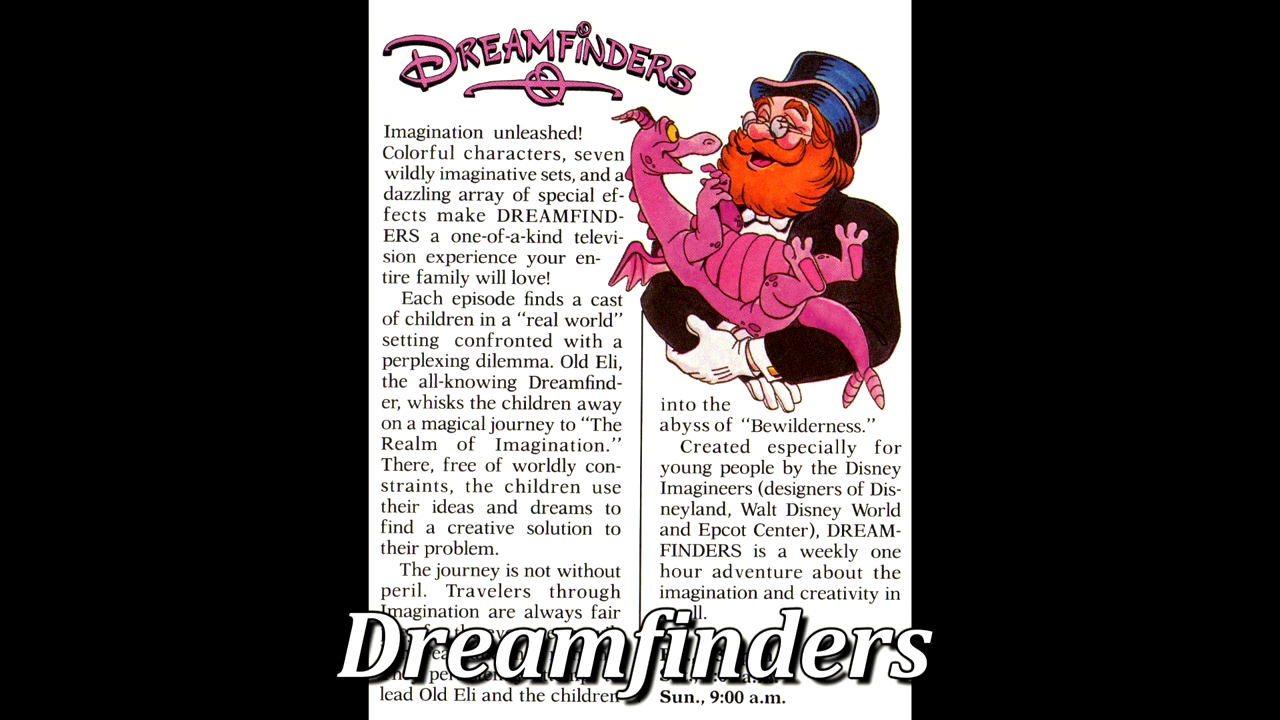 DREAMFINDERS
Imagination unleashed!
Colorful characters, seven
wildly imaginative sets, and a
dazzling array of special ef-
fects make DREAMFIND-
ERS a one-of-a-kind televi-
sion experience your en-
tire family will love!
Each episode finds a cast
of children in a “real world”
setting confronted with a
perplexing dilemma. Old Eli,
the all-knowing Dreamfind-
er, whisks the children away
on a magical journey to “The
Realm of Imagination.”
There, free of worldly con-
straints, the children use
their ideas and dreams to
find a creative solution to
their problem.
The journey is not without
peril. Travelers through
Imagination are always fair
lead Old Eli and the children
into the
abyss of “Bewilderness.”
Created especially for
young people by the Disney
Imagineers (designers of Dis-
neyland, Walt Disney World
and Epcot Center), DREAM-
FINDERS is a weekly one
hour adventure about the
imagination and creativity in
Sun., 9:00 a.m.
Dreamfinders